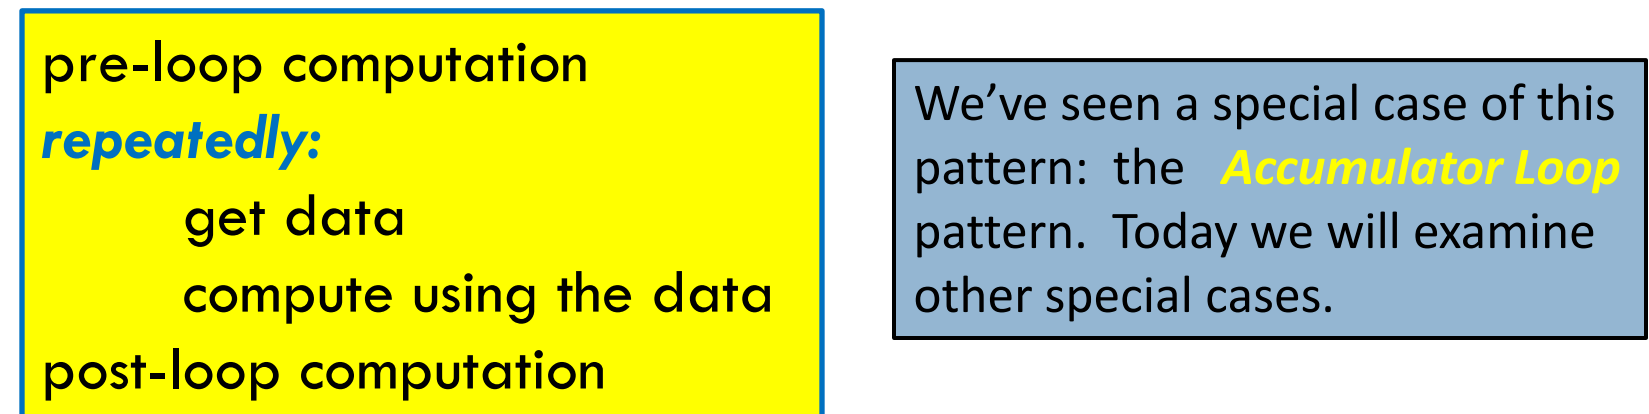 pre-loop computation
repeatedly:
get data
compute using the data
post-loop computation
We’ve seen a special case of this
pattern: the Accumulator Loop
pattern. Today we will examine
other special cases.